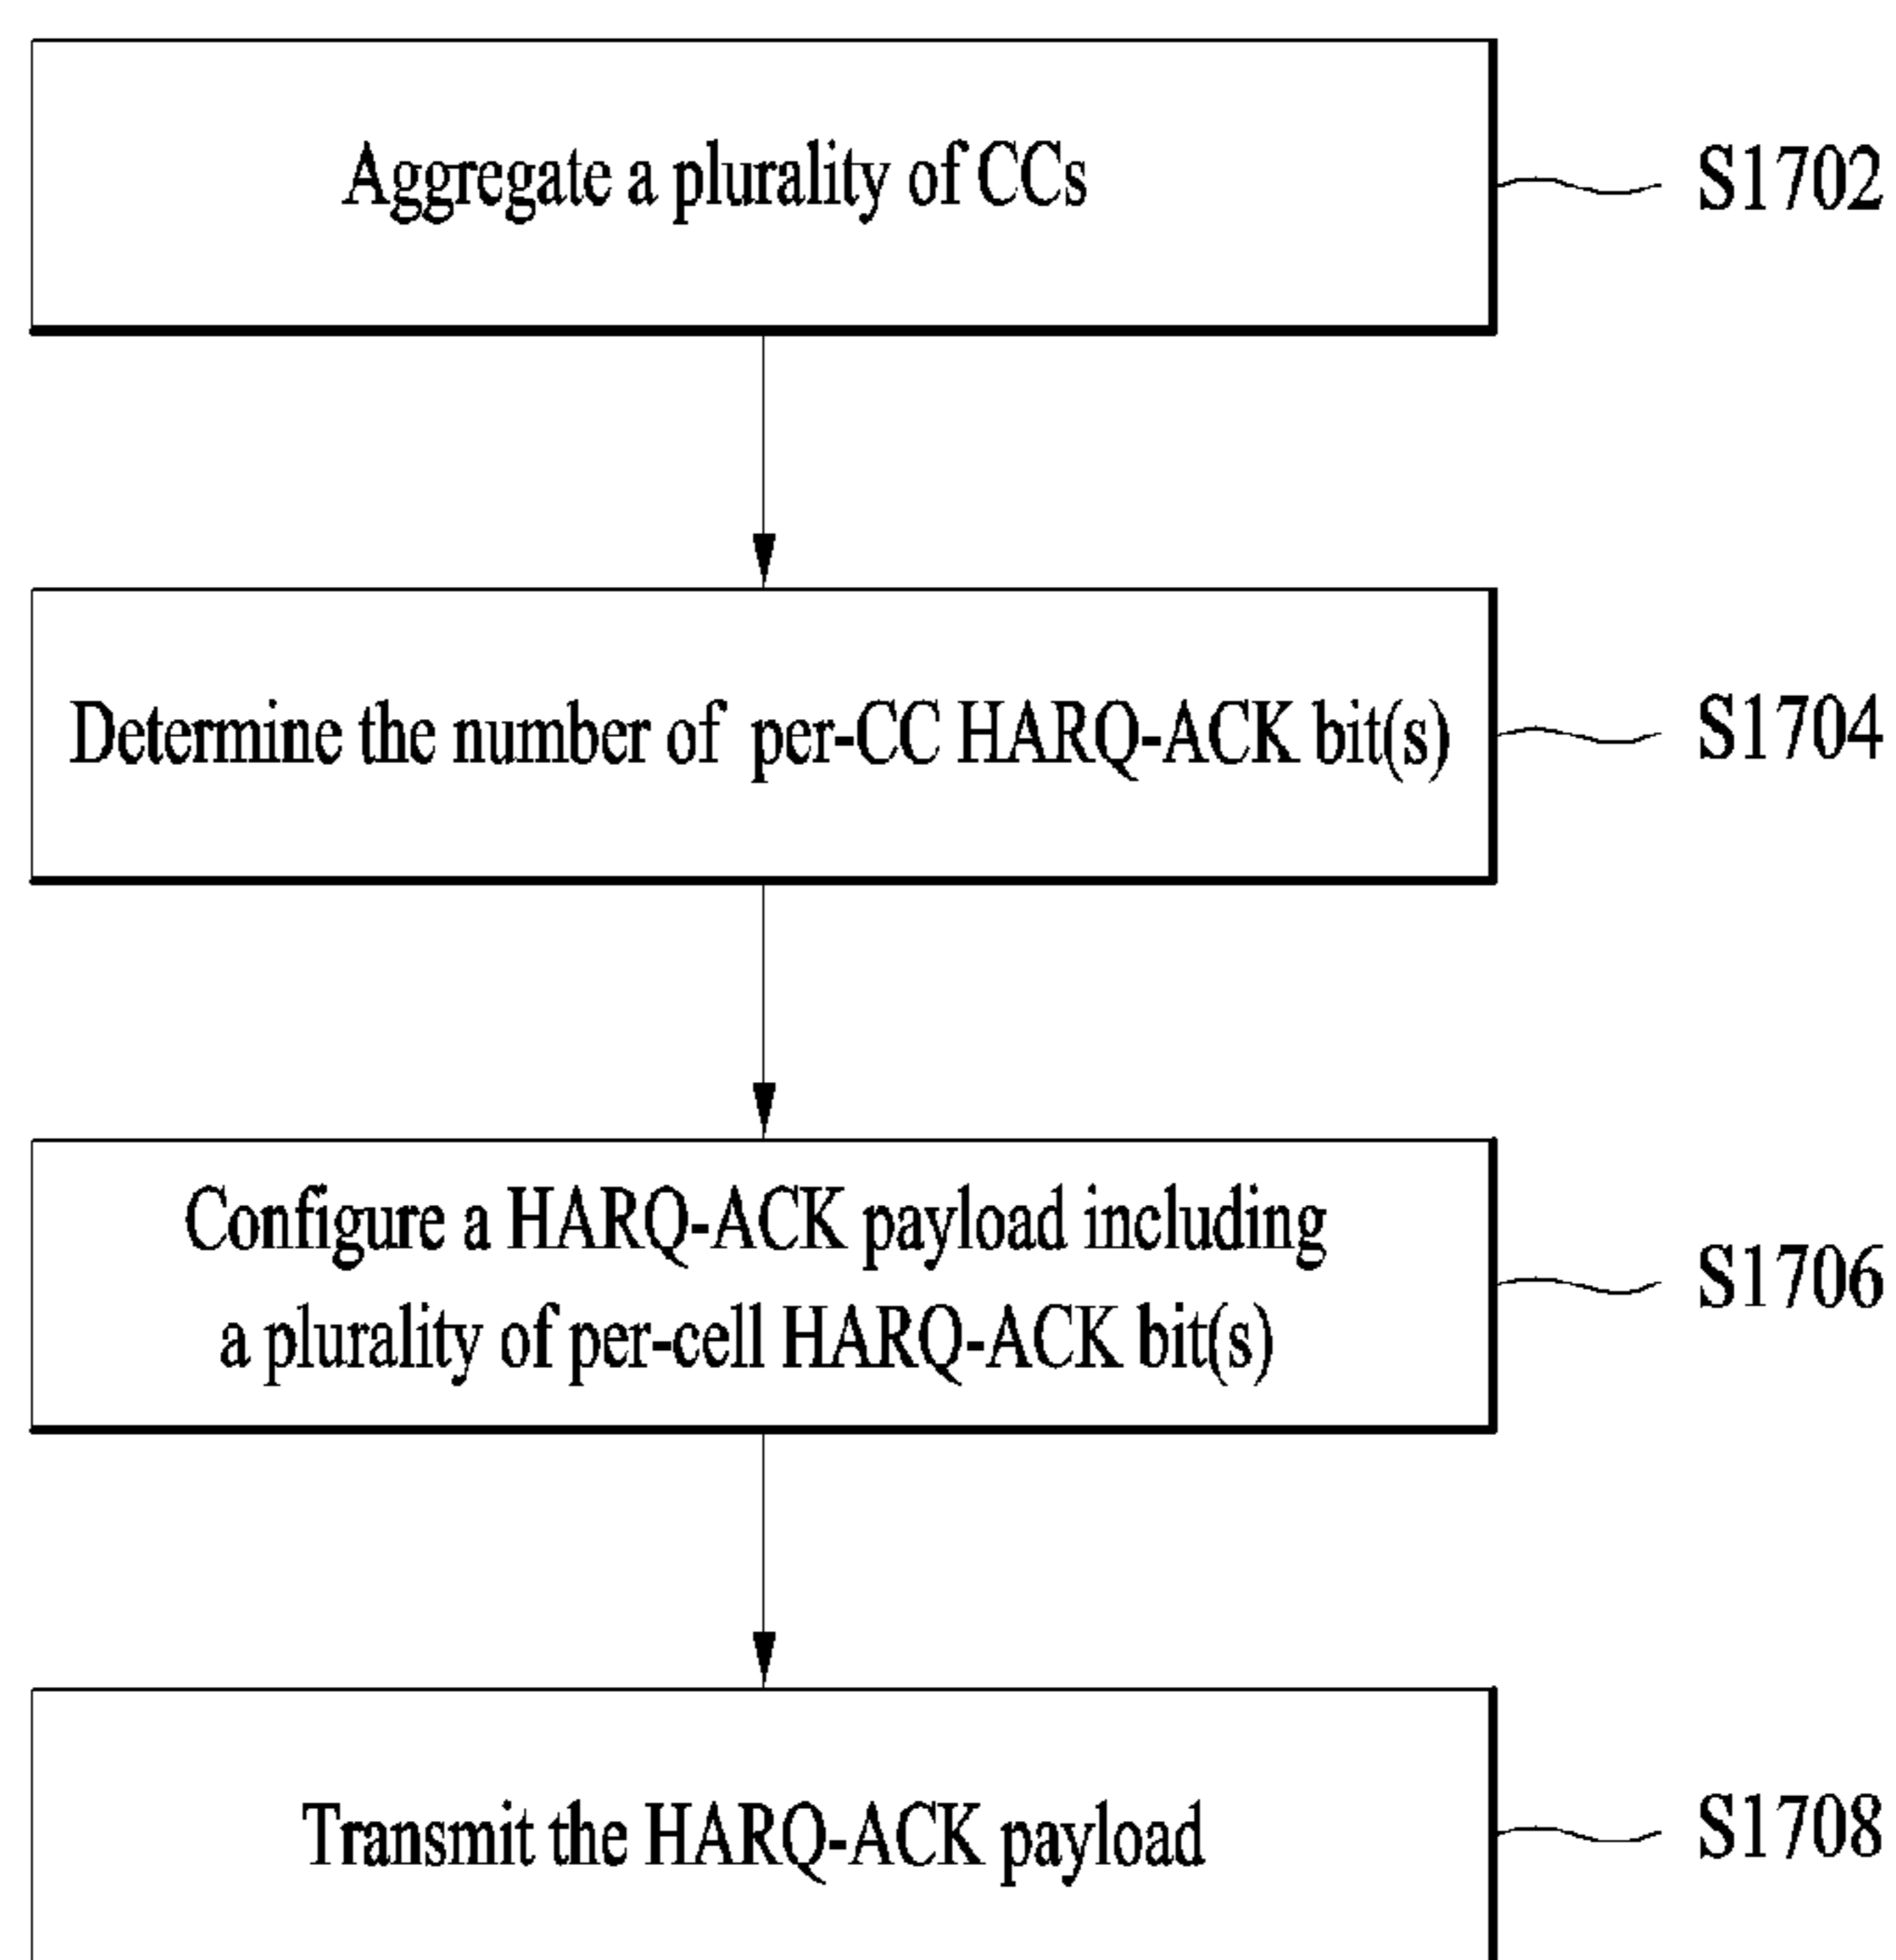 Aggregate a plurality of CCs
S1702
Determine the number of per-CC HARQ-ACK bit(s)
S1704
Configure a HARQ-ACK payload including
a plurality of per-cell HARQ-ACK bit(s)
S1706
Transmit the HARQ-ACK payload
S1708